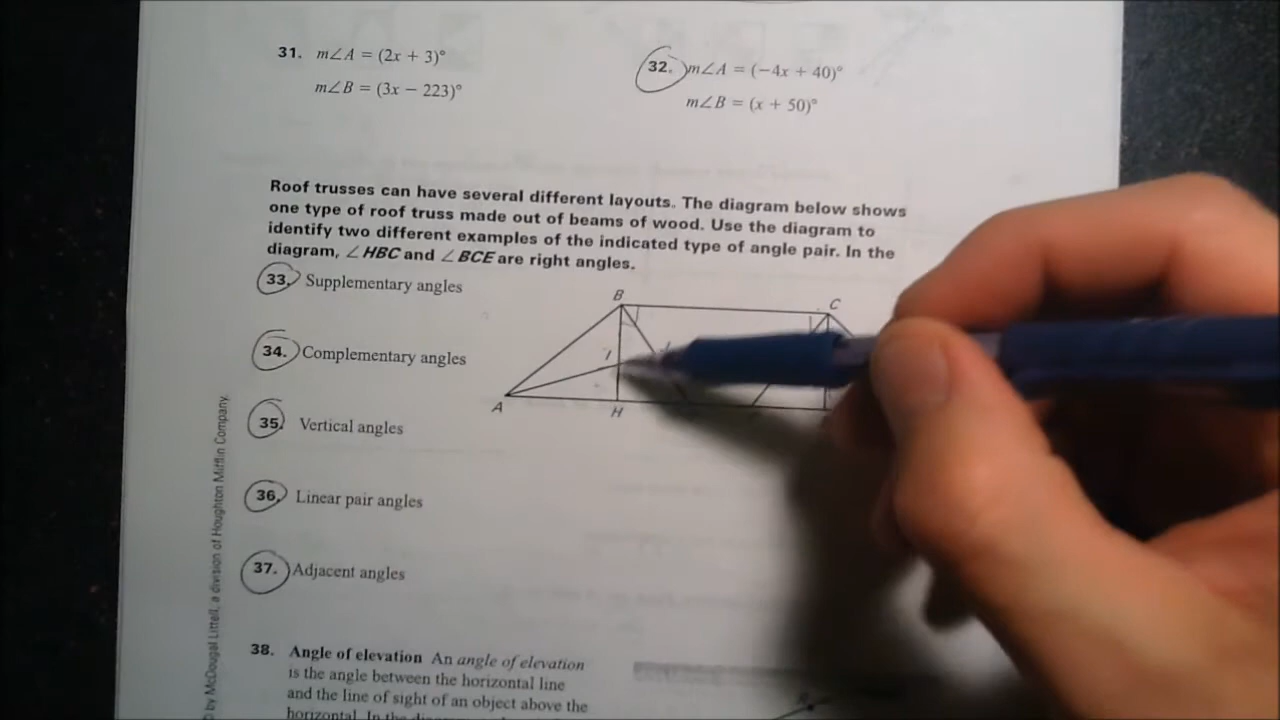 31. m∠A = (2x + 3)°
m∠B = (3x − 223)°
32. m∠A = (−4x + 40)°
m∠B = (x + 50)°
Roof trusses can have several different layouts. The diagram below shows
one type of roof truss made out of beams of wood. Use the diagram to
identify two different examples of the indicated type of angle pair. In the
diagram, ∠HBC and ∠BCE are right angles.
33. Supplementary angles
34. Complementary angles
35. Vertical angles
36. Linear pair angles
37. Adjacent angles
B
C
I
A
H
38. Angle of elevation An angle of elevation
is the angle between the horizontal line
and the line of sight of an object above the
horizontal. In the
by McDougal Littell, a division of Houghton Mifflin Company.